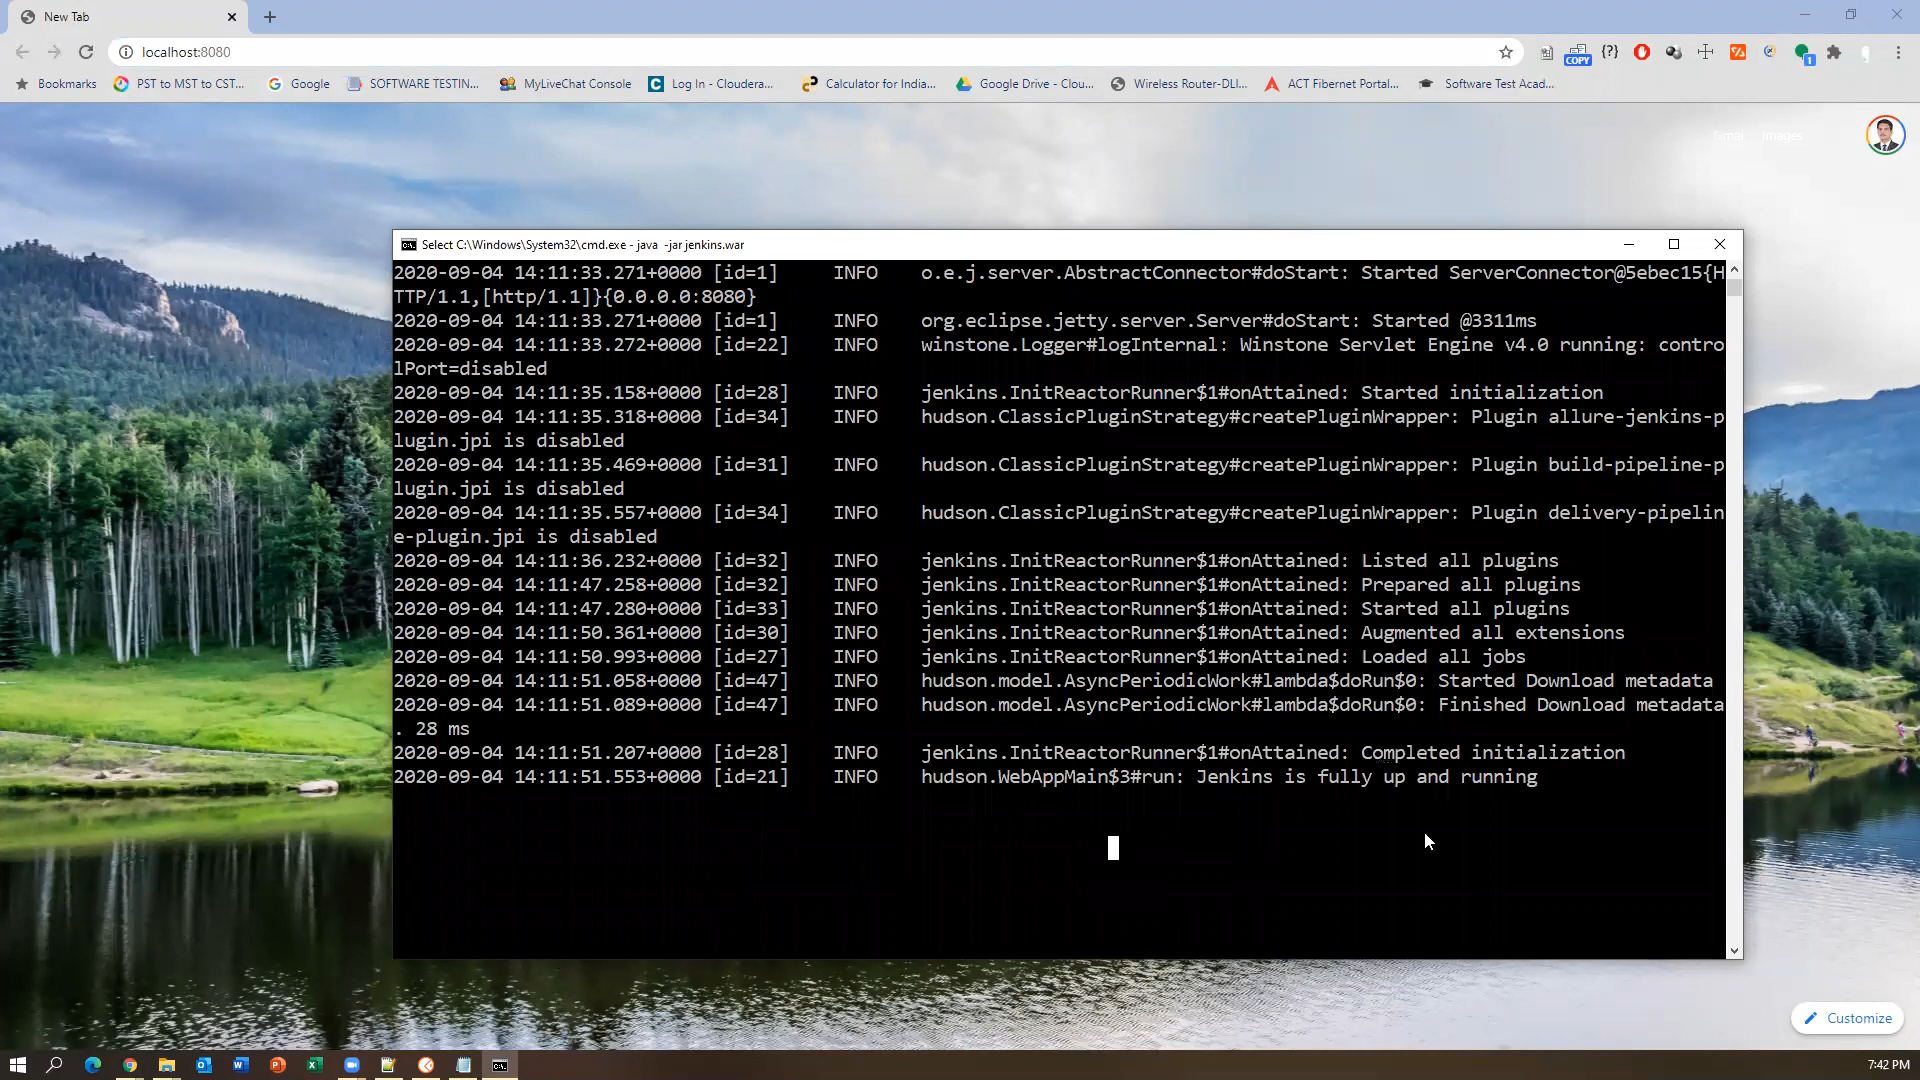 New Tab
localhost:8080
COPY
{?}
1
Bookmarks PST to MST to CST... Google SOFTWARE TESTIN... MyLiveChat Console Log In - Cloudera... Calculator for India... Google Drive - Clou... Wireless Router-DLI... ACT Fibernet Portal... Software Test Acad...
Gmail Images
Select C:\Windows\System32\cmd.exe - java  -jar jenkins.war
2020-09-04 14:11:33.271+0000 [id=1]     INFO    o.e.j.server.AbstractConnector#doStart: Started ServerConnector@5ebec15{H
TTP/1.1,[http/1.1]}{0.0.0.0:8080}
2020-09-04 14:11:33.271+0000 [id=1]     INFO    org.eclipse.jetty.server.Server#doStart: Started @3311ms
2020-09-04 14:11:33.272+0000 [id=22]    INFO    winstone.Logger#logInternal: Winstone Servlet Engine v4.0 running: contro
lPort=disabled
2020-09-04 14:11:35.158+0000 [id=28]    INFO    jenkins.InitReactorRunner$1#onAttained: Started initialization
2020-09-04 14:11:35.318+0000 [id=34]    INFO    hudson.ClassicPluginStrategy#createPluginWrapper: Plugin allure-jenkins-p
lugin.jpi is disabled
2020-09-04 14:11:35.469+0000 [id=31]    INFO    hudson.ClassicPluginStrategy#createPluginWrapper: Plugin build-pipeline-p
lugin.jpi is disabled
2020-09-04 14:11:35.557+0000 [id=34]    INFO    hudson.ClassicPluginStrategy#createPluginWrapper: Plugin delivery-pipelin
e-plugin.jpi is disabled
2020-09-04 14:11:36.232+0000 [id=32]    INFO    jenkins.InitReactorRunner$1#onAttained: Listed all plugins
2020-09-04 14:11:47.258+0000 [id=32]    INFO    jenkins.InitReactorRunner$1#onAttained: Prepared all plugins
2020-09-04 14:11:47.280+0000 [id=33]    INFO    jenkins.InitReactorRunner$1#onAttained: Started all plugins
2020-09-04 14:11:50.361+0000 [id=30]    INFO    jenkins.InitReactorRunner$1#onAttained: Augmented all extensions
2020-09-04 14:11:50.993+0000 [id=27]    INFO    jenkins.InitReactorRunner$1#onAttained: Loaded all jobs
2020-09-04 14:11:51.058+0000 [id=47]    INFO    hudson.model.AsyncPeriodicWork#lambda$doRun$0: Started Download metadata
2020-09-04 14:11:51.089+0000 [id=47]    INFO    hudson.model.AsyncPeriodicWork#lambda$doRun$0: Finished Download metadata
. 28 ms
2020-09-04 14:11:51.207+0000 [id=28]    INFO    jenkins.InitReactorRunner$1#onAttained: Completed initialization
2020-09-04 14:11:51.553+0000 [id=21]    INFO    hudson.WebAppMain$3#run: Jenkins is fully up and running
Customize
7:42 PM